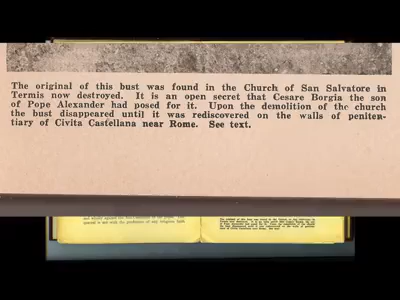 The original of this bust was found in the Church of San Salvatore in
Termis now destroyed. It is an open secret that Cesare Borgia the son
of Pope Alexander had posed for it. Upon the demolition of the church
the bust disappeared until it was rediscovered on the walls of peniten-
tiary of Civita Castellana near Rome. See text.